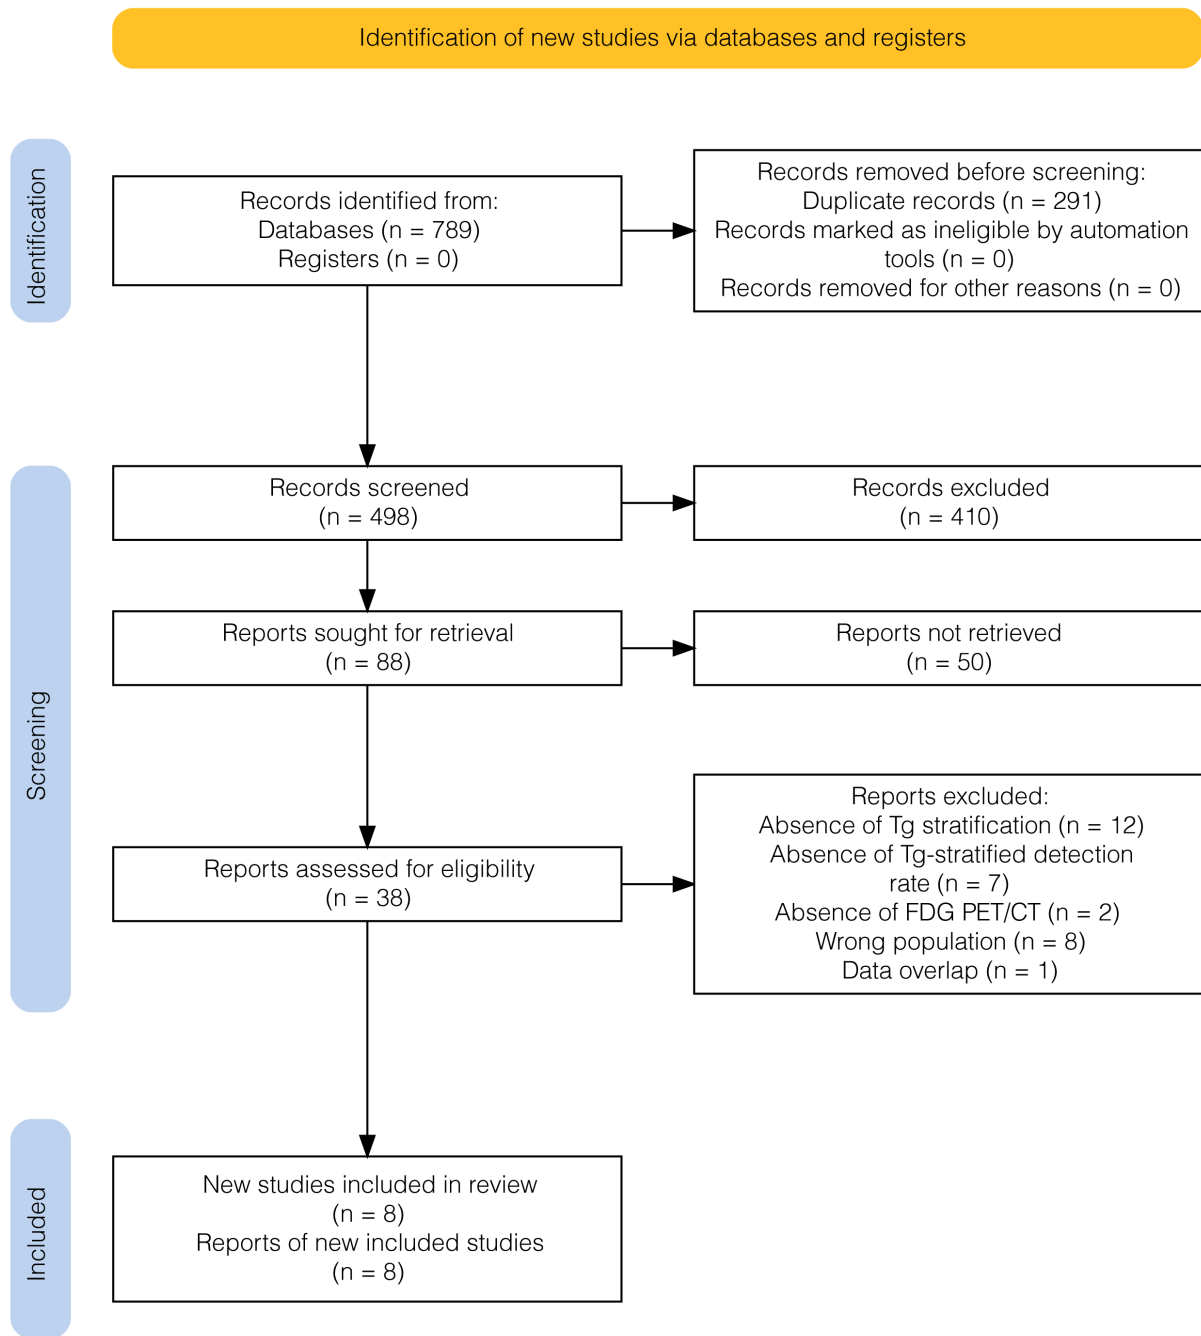 Identification of new studies via databases and registers
Identification
Records identified from:
Databases (n = 789)
Registers (n = 0)
Records removed before screening:
Duplicate records (n = 291)
Records marked as ineligible by automation
tools (n = 0)
Records removed for other reasons (n = 0)
Screening
Records screened
(n = 498)
Records excluded
(n = 410)
Reports sought for retrieval
(n = 88)
Reports not retrieved
(n = 50)
Reports assessed for eligibility
(n = 38)
Reports excluded:
Absence of Tg stratification (n = 12)
Absence of Tg-stratified detection
rate (n = 7)
Absence of FDG PET/CT (n = 2)
Wrong population (n = 8)
Data overlap (n = 1)
Included
New studies included in review
(n = 8)
Reports of new included studies
(n = 8)